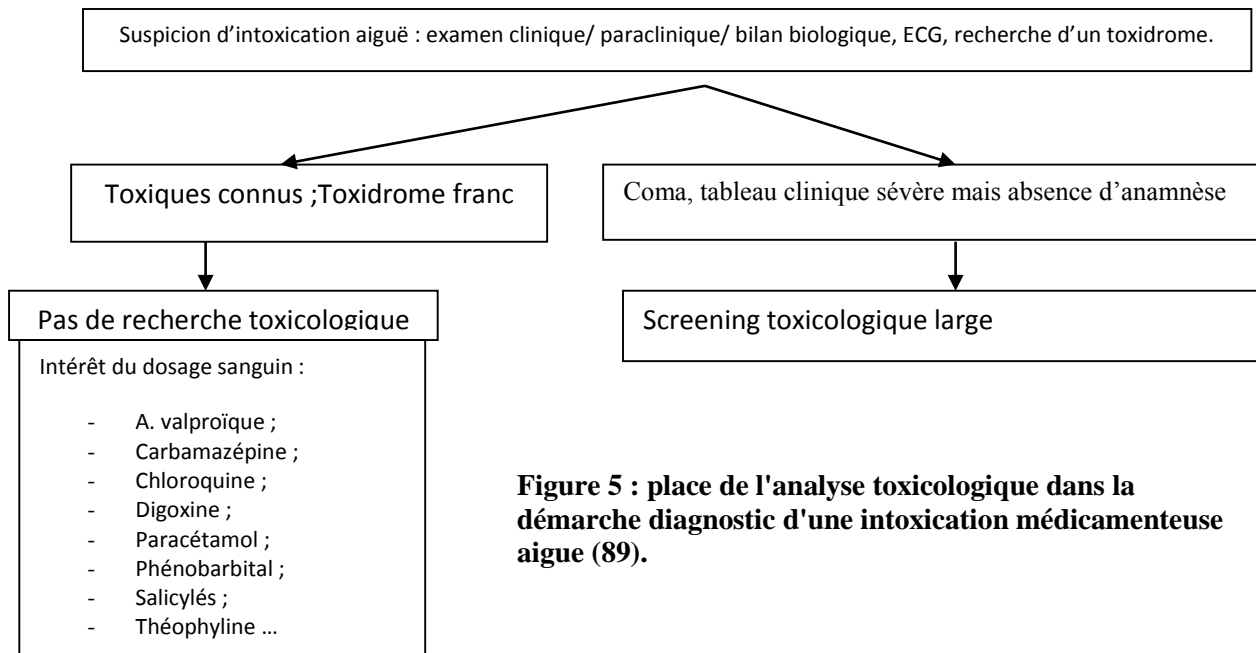 Suspicion d'intoxication aiguë : examen clinique/ paraclinique/ bilan biologique, ECG, recherche d'un toxidrome.
Toxiques connus ;Toxidrome franc
Coma, tableau clinique sévère mais absence d'anamnèse
Pas de recherche toxicologique
Screening toxicologique large
Intérêt du dosage sanguin :
- A. valproïque ;
- Carbamazépine ;
- Chloroquine ;
- Digoxine ;
- Paracétamol ;
- Phénobarbital ;
- Salicylés ;
- Théophyline ...
Figure 5 : place de l'analyse toxicologique dans la
démarche diagnostic d'une intoxication médicamenteuse
aigue (89).